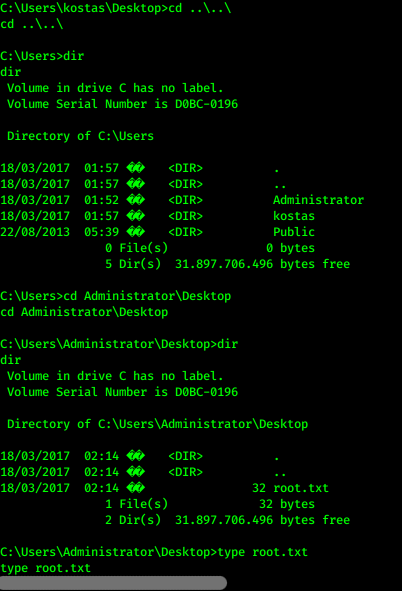 C:\Users\kostas\Desktop>cd ..\..\
cd ..\..\
C:\Users>dir
dir
 Volume in drive C has no label.
 Volume Serial Number is D0BC-0196
 Directory of C:\Users
18/03/2017  01:57 ��    <DIR>          .
18/03/2017  01:57 ��    <DIR>          ..
18/03/2017  01:52 ��    <DIR>          Administrator
18/03/2017  01:57 ��    <DIR>          kostas
22/08/2013  05:39 ��    <DIR>          Public
               0 File(s)              0 bytes
               5 Dir(s)  31.897.706.496 bytes free
C:\Users>cd Administrator\Desktop
cd Administrator\Desktop
C:\Users\Administrator\Desktop>dir
dir
 Volume in drive C has no label.
 Volume Serial Number is D0BC-0196
 Directory of C:\Users\Administrator\Desktop
18/03/2017  02:14 ��    <DIR>          .
18/03/2017  02:14 ��    <DIR>          ..
18/03/2017  02:14 ��                32 root.txt
               1 File(s)             32 bytes
               2 Dir(s)  31.897.706.496 bytes free
C:\Users\Administrator\Desktop>type root.txt
type root.txt